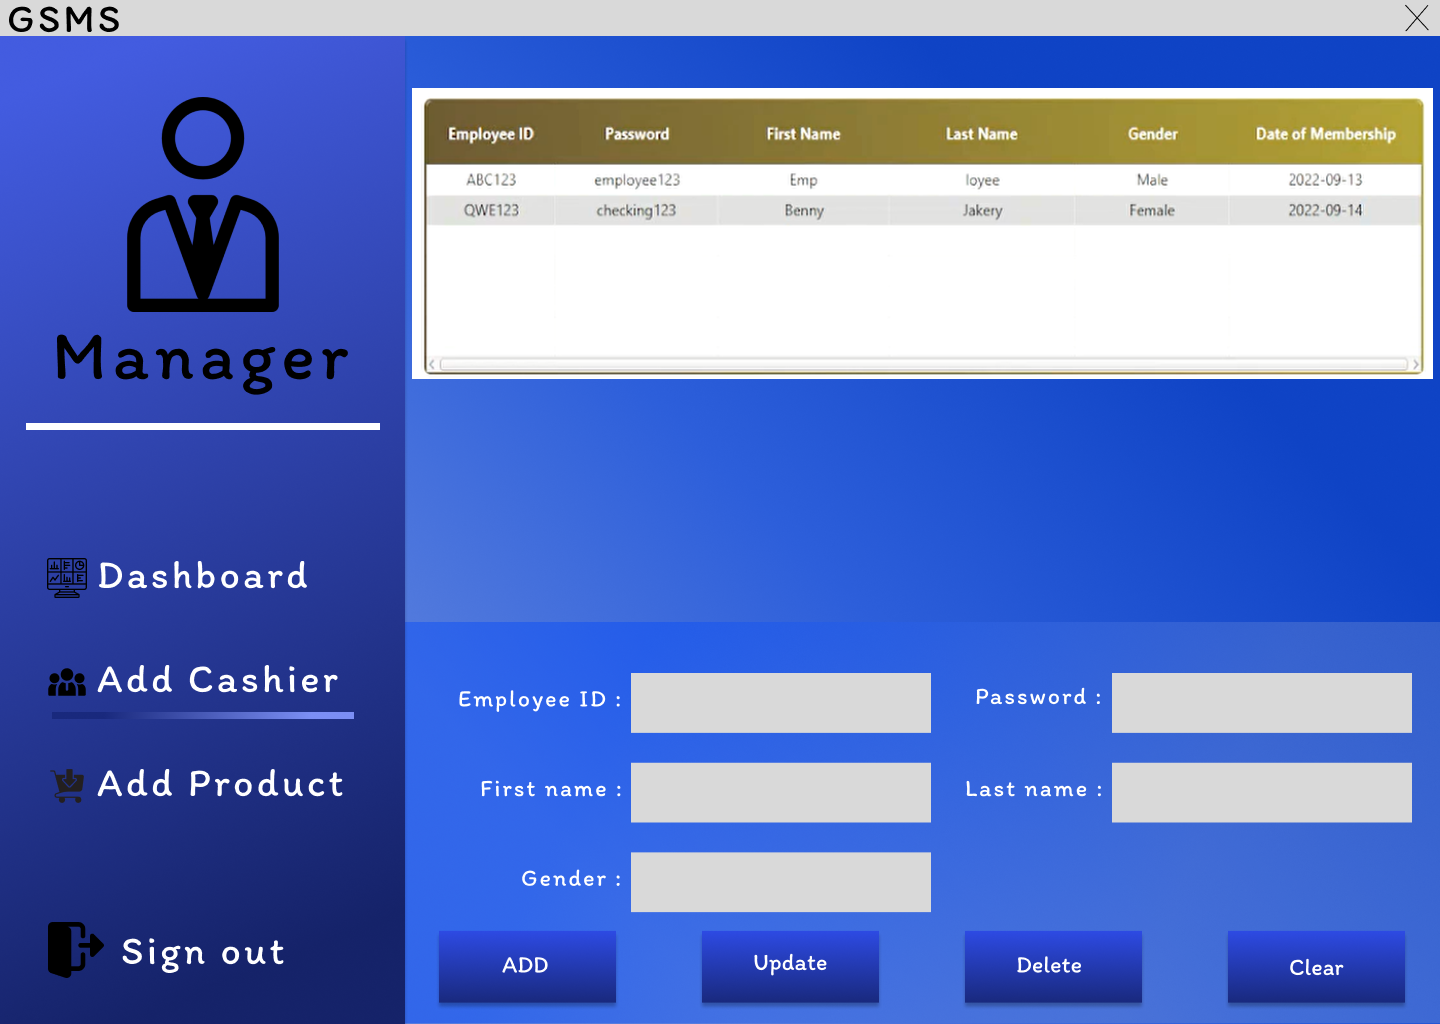 GSMS
Manager
Dashboard
Add Cashier
Add Product
Sign out
Employee ID Password First Name Last Name Gender Date of Membership
ABC123 employee123 Emp loyee Male 2022-09-13
QWE123 checking123 Benny Jakery Female 2022-09-14
Employee ID : Password :
First name : Last name :
Gender :
ADD Update Delete Clear